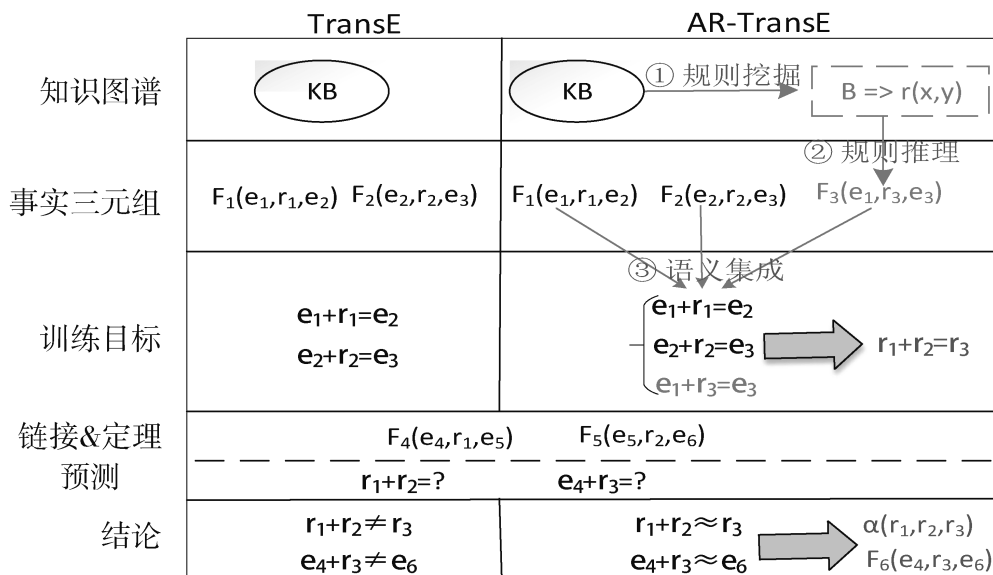 TransE AR-TransE
知识图谱 KB KB ① 规则挖掘 B => r(x,y)
② 规则推理
事实三元组 F₁(e₁,r₁,e₂) F₂(e₂,r₂,e₃) F₁(e₁,r₁,e₂) F₂(e₂,r₂,e₃) F₃(e₁,r₃,e₃)
③ 语义集成
e₁+r₁=e₂ e₁+r₁=e₂
训练目标 e₂+r₂=e₃ e₂+r₂=e₃ r₁+r₂=r₃
e₁+r₃=e₃
链接&定理 F₄(e₄,r₁,e₅) F₅(e₅,r₂,e₆)
预测 r₁+r₂=? e₄+r₃=?
结论 r₁+r₂≠r₃ r₁+r₂≈r₃ α(r₁,r₂,r₃)
e₄+r₃≠e₆ e₄+r₃≈e₆ F₆(e₄,r₃,e₆)